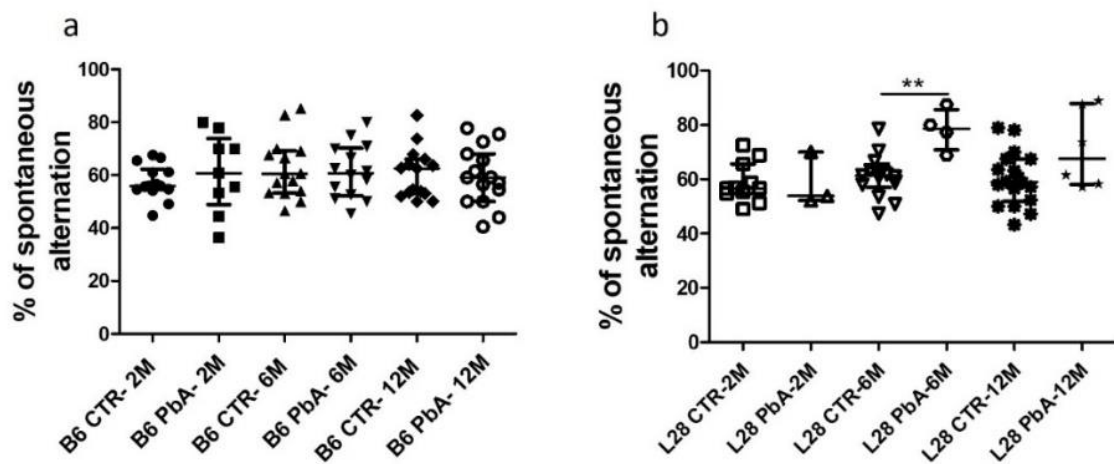 a
% of spontaneous
alternation
100
80
60
40
20
0
B6 CTR- 2M
B6 PbA- 2M
B6 CTR- 6M
B6 PbA- 6M
B6 CTR- 12M
B6 PbA- 12M
b
% of spontaneous
alternation
100
80
60
40
20
0
**
L28 CTR-2M
L28 PbA-2M
L28 CTR-6M
L28 PbA-6M
L28 CTR-12M
L28 PbA-12M